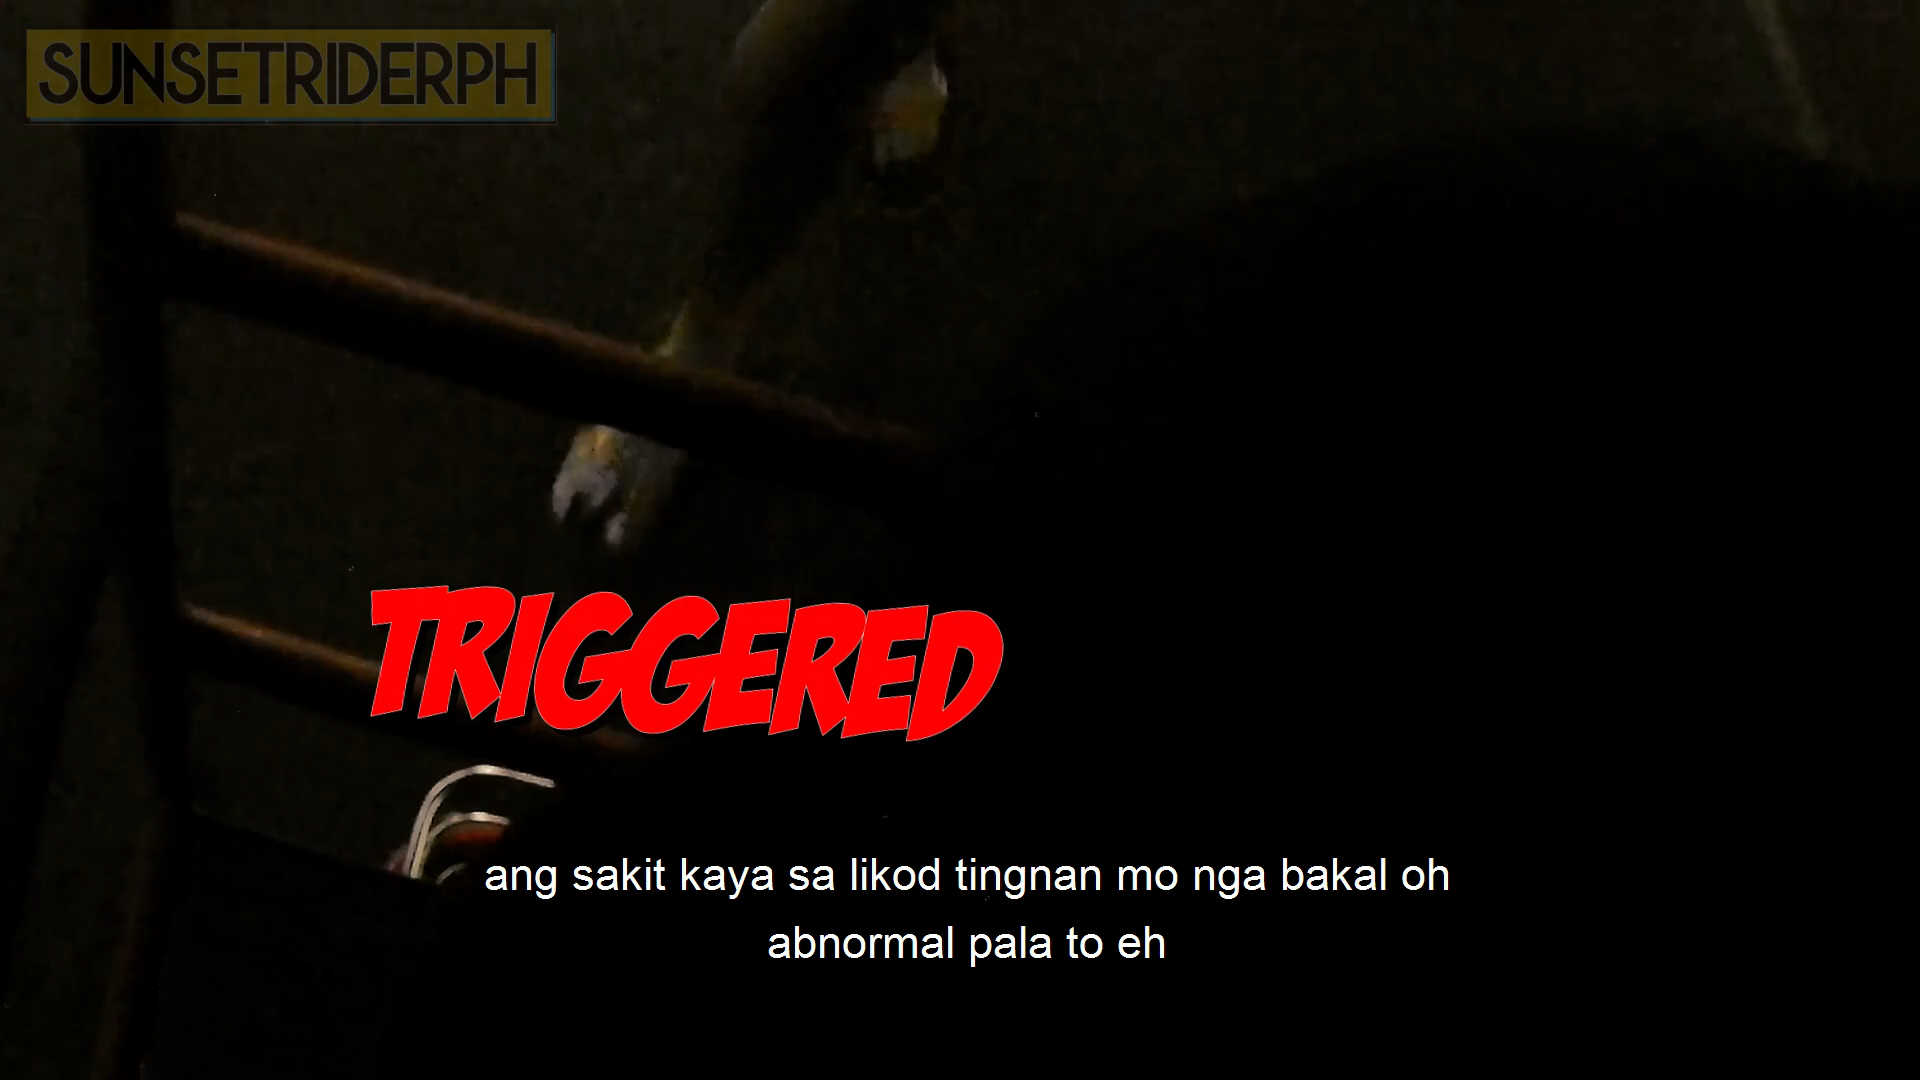 SUNSETRIDERPH
TRIGGERED
ang sakit kaya sa likod tingnan mo nga bakal oh
abnormal pala to eh